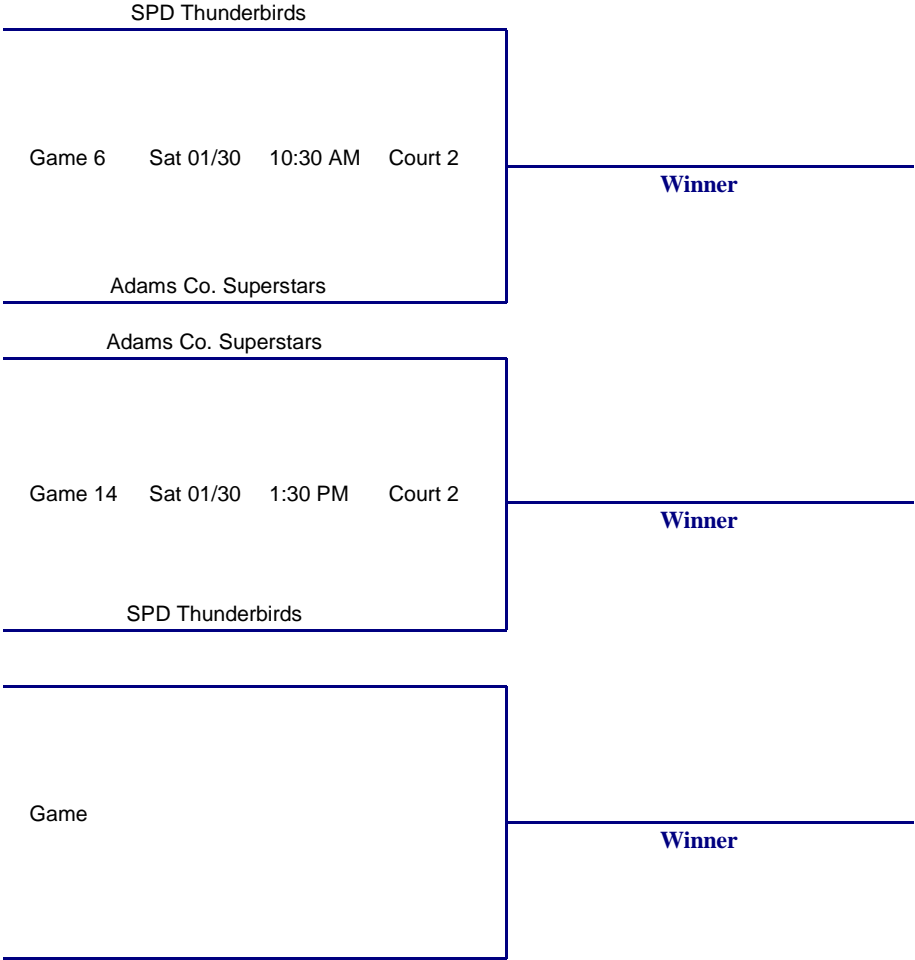 SPD Thunderbirds
Game 6 Sat 01/30 10:30 AM Court 2
Winner
Adams Co. Superstars
Adams Co. Superstars
Game 14 Sat 01/30 1:30 PM Court 2
Winner
SPD Thunderbirds
Game
Winner